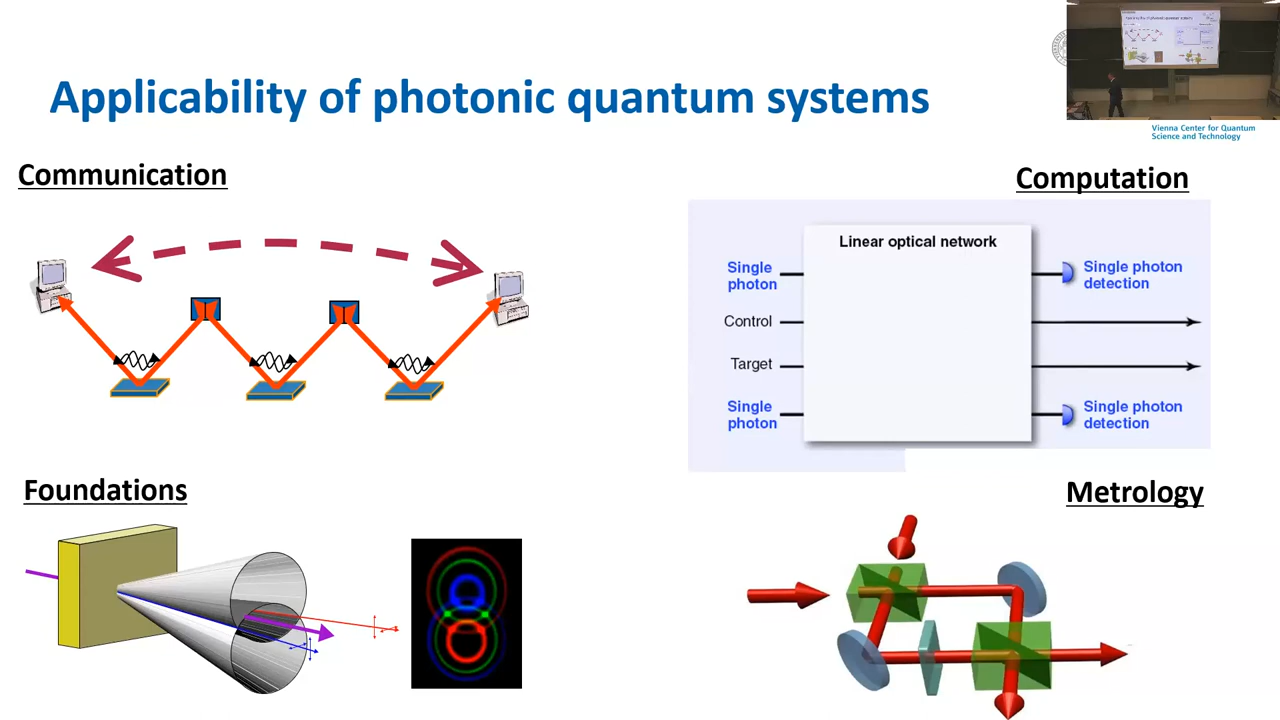 Applicability of photonic quantum systems
Vienna Center for Quantum
Science and Technology
Communication
Computation
Linear optical network
Single
photon
Single photon
detection
Control
Target
Single
photon
Single photon
detection
Foundations
Metrology